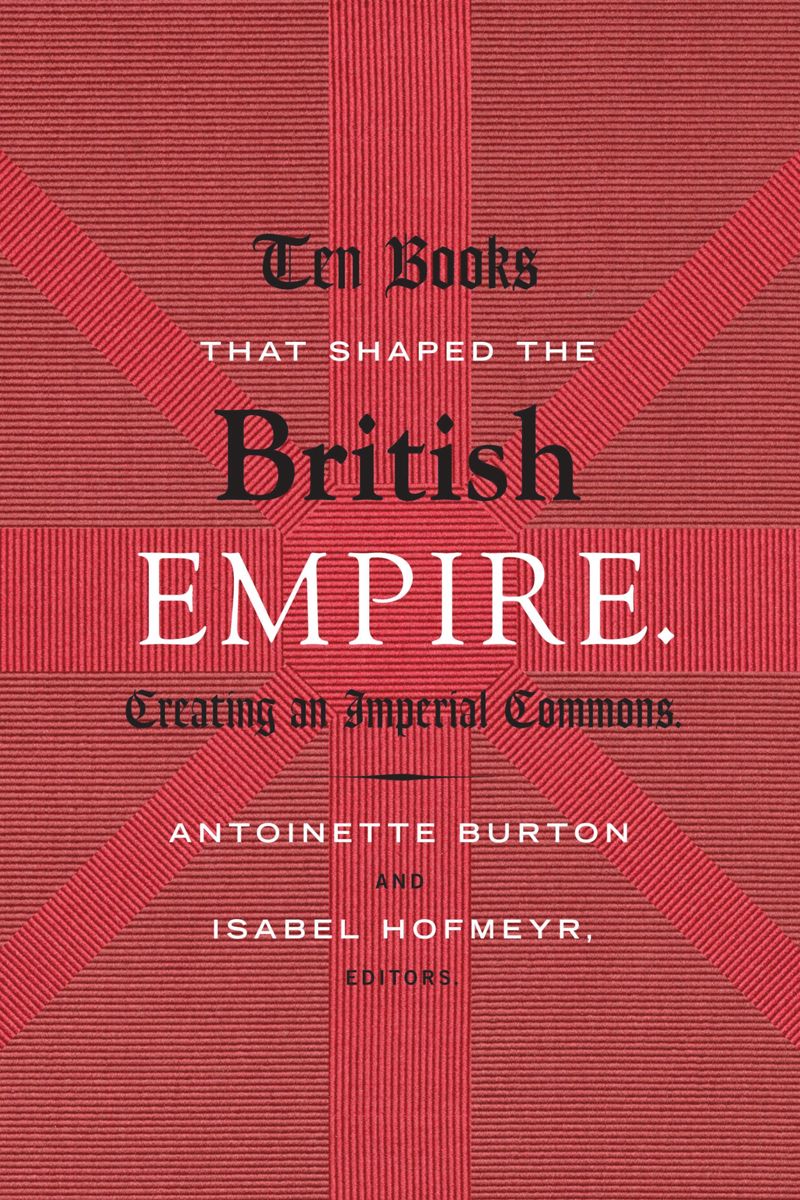 Ten Books
THAT SHAPED THE
British
EMPIRE.
Creating an Imperial Commons.
ANTOINETTE BURTON
AND
ISABEL HOFMEYR,
EDITORS.